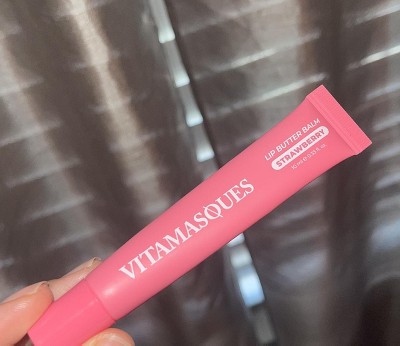 VITAMASQUES
LIP BUTTER BALM
STRAWBERRY